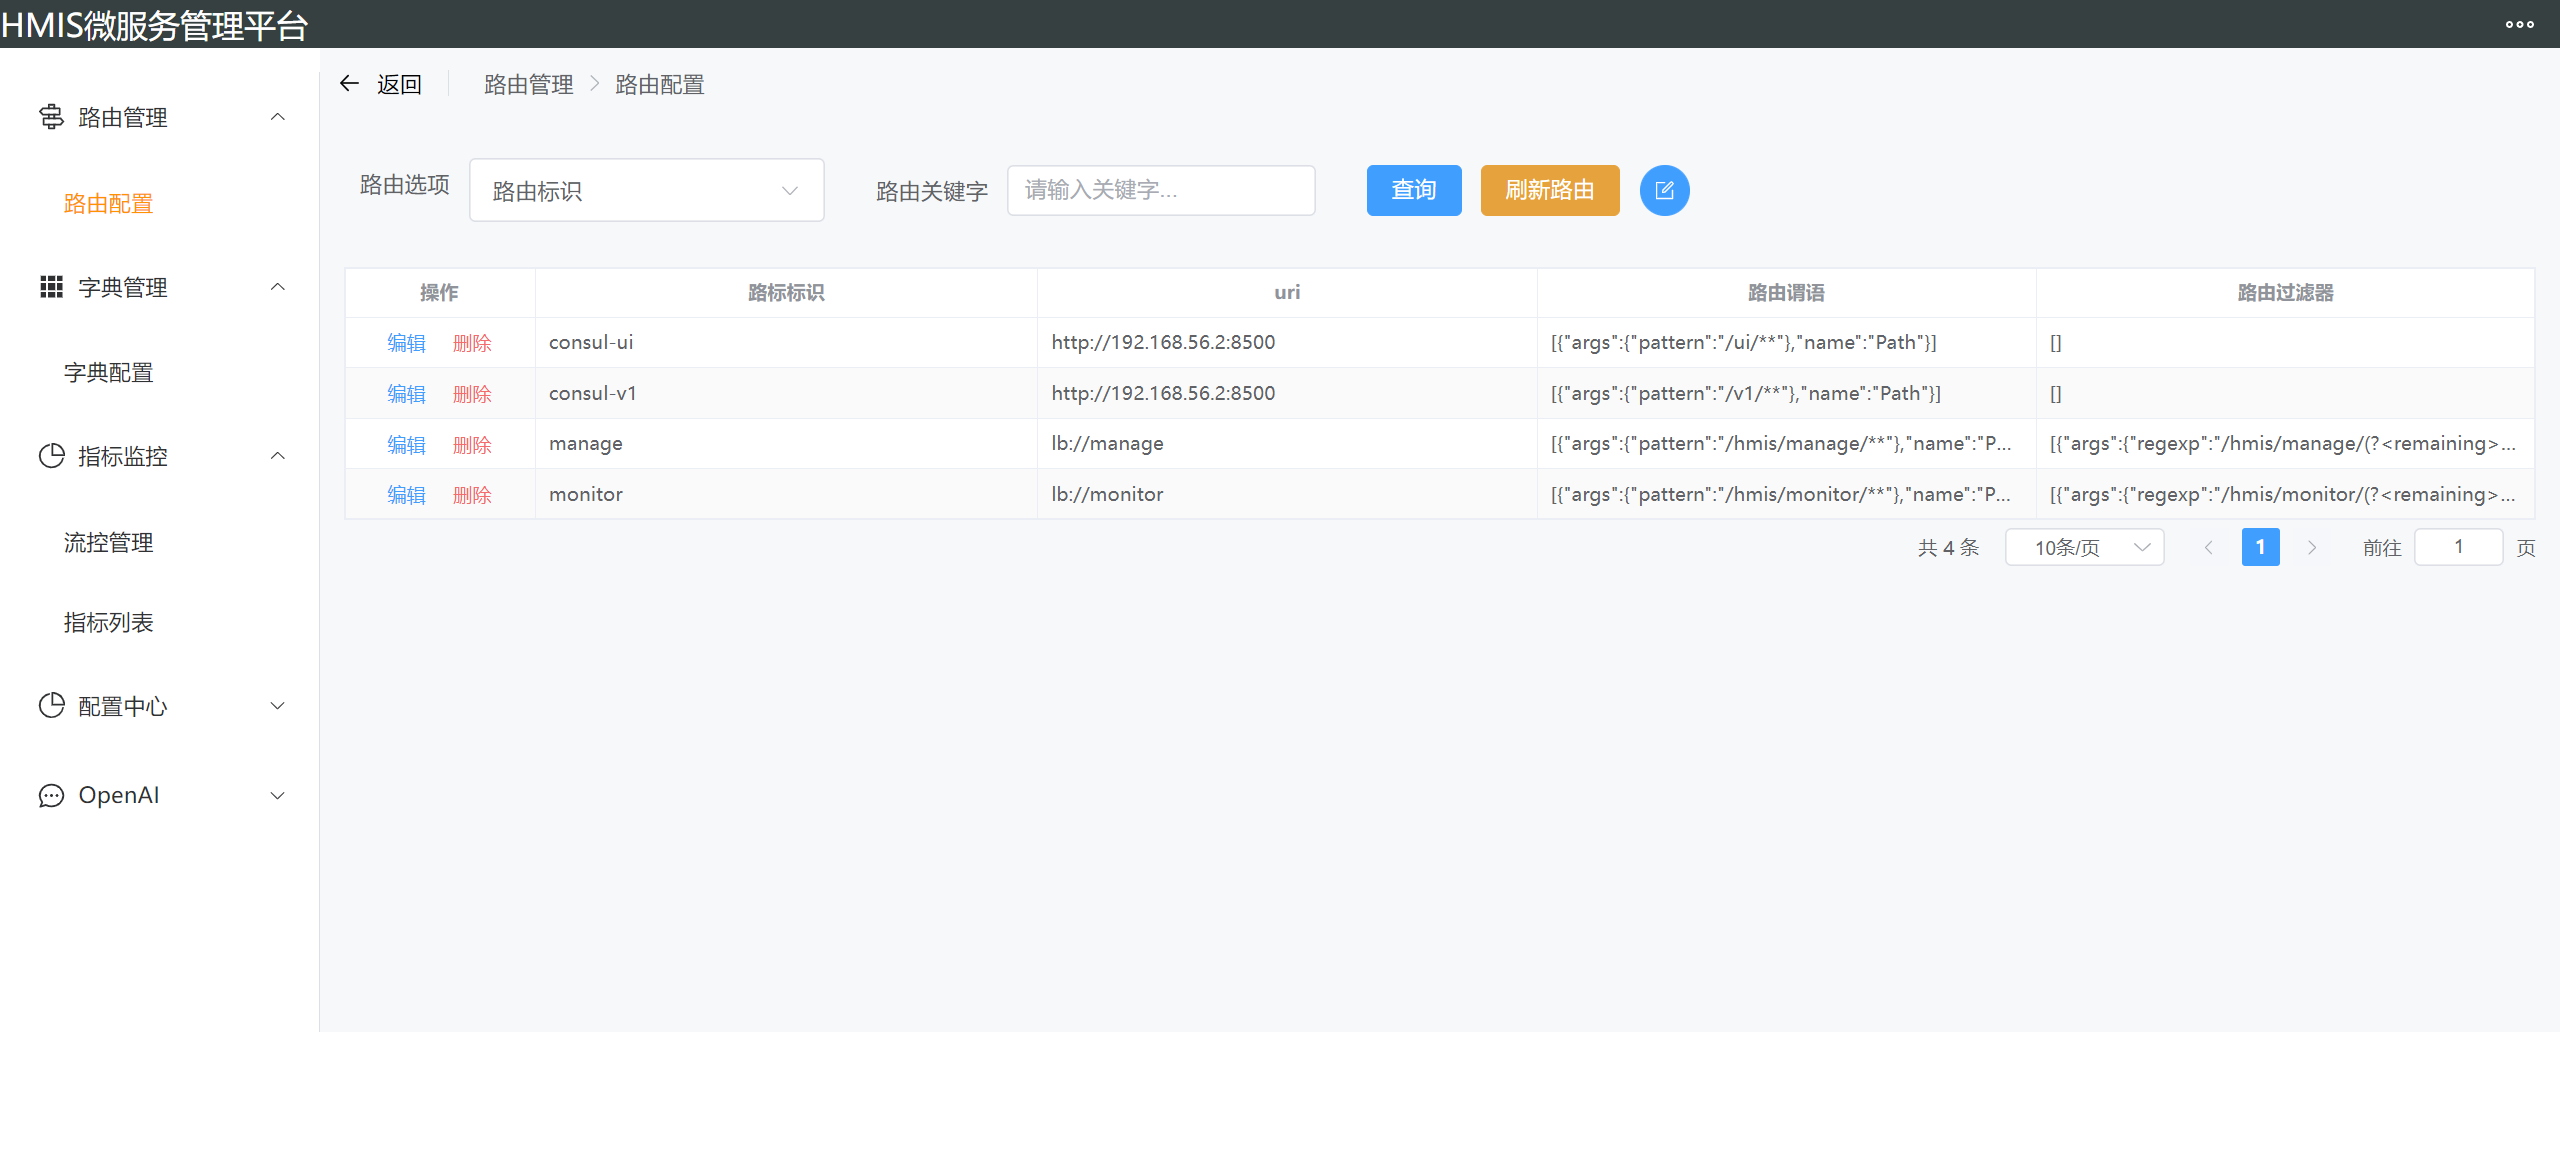 HMIS微服务管理平台
返回 路由管理 路由配置
路由管理
路由配置
字典管理
字典配置
指标监控
流控管理
指标列表
配置中心
OpenAI
路由选项 路由标识 路由关键字 请输入关键字... 查询 刷新路由
操作 路标标识 uri 路由谓语 路由过滤器
编辑 删除 consul-ui http://192.168.56.2:8500 [{"args":{"pattern":"/ui/**"},"name":"Path"}] []
编辑 删除 consul-v1 http://192.168.56.2:8500 [{"args":{"pattern":"/v1/**"},"name":"Path"}] []
编辑 删除 manage lb://manage [{"args":{"pattern":"/hmis/manage/**"},"name":"P... [{"args":{"regexp":"/hmis/manage/(?<remaining>...
编辑 删除 monitor lb://monitor [{"args":{"pattern":"/hmis/monitor/**"},"name":"P... [{"args":{"regexp":"/hmis/monitor/(?<remaining>...
共 4 条 10条/页 1 前往 1 页